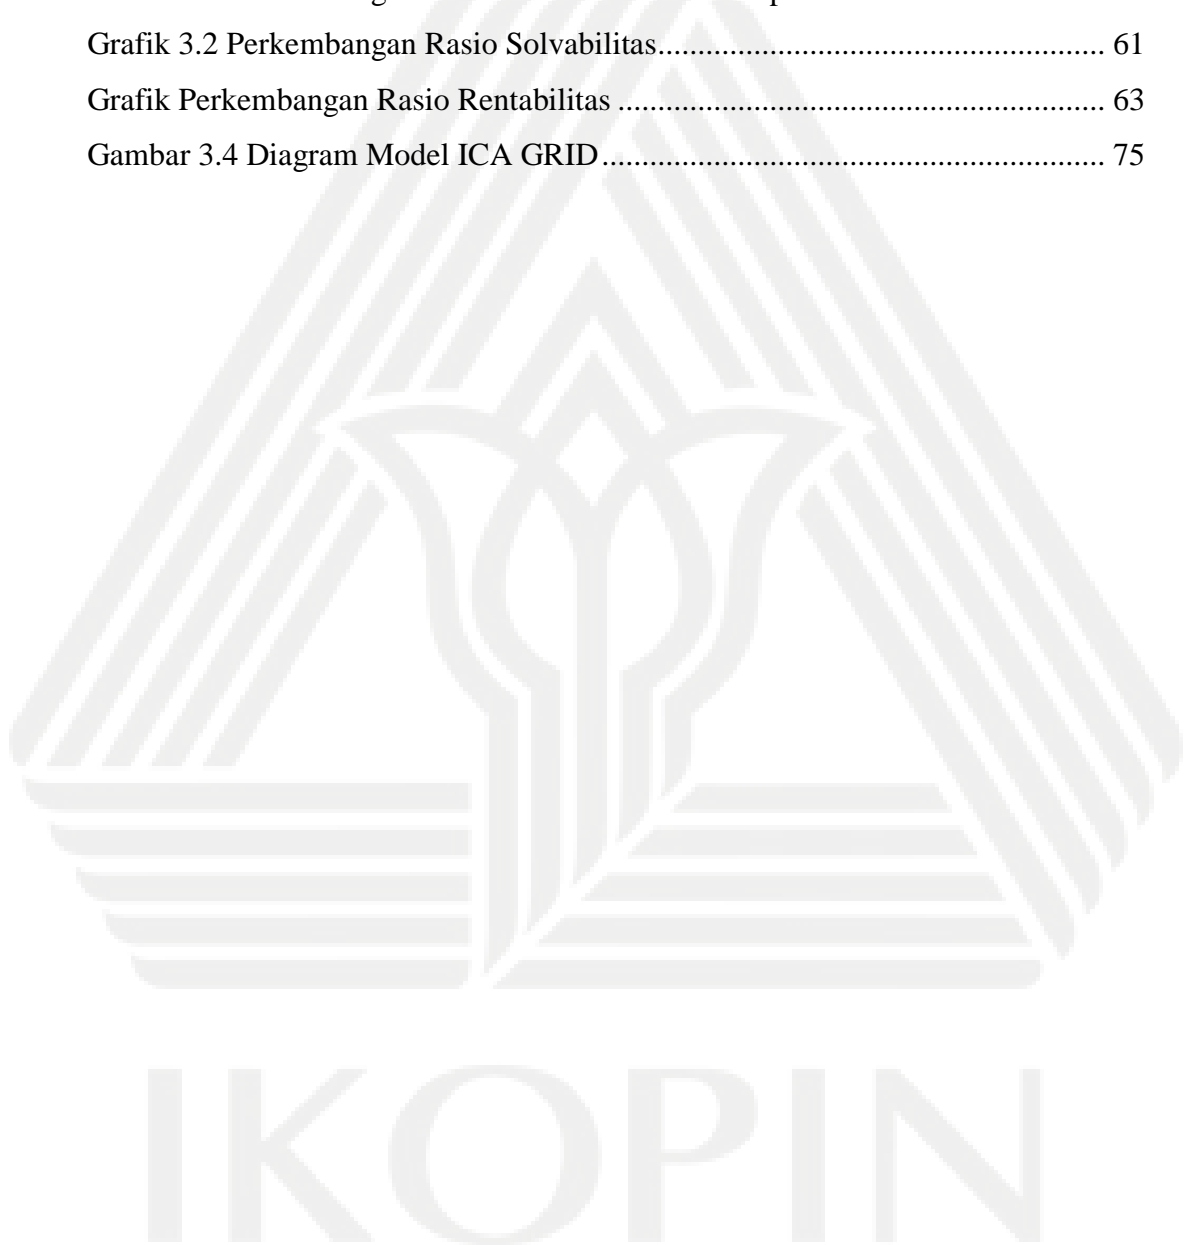 Grafik 3.2 Perkembangan Rasio Solvabilitas........................................................ 61
Grafik Perkembangan Rasio Rentabilitas ............................................................. 63
Gambar 3.4 Diagram Model ICA GRID............................................................... 75
IKOPIN